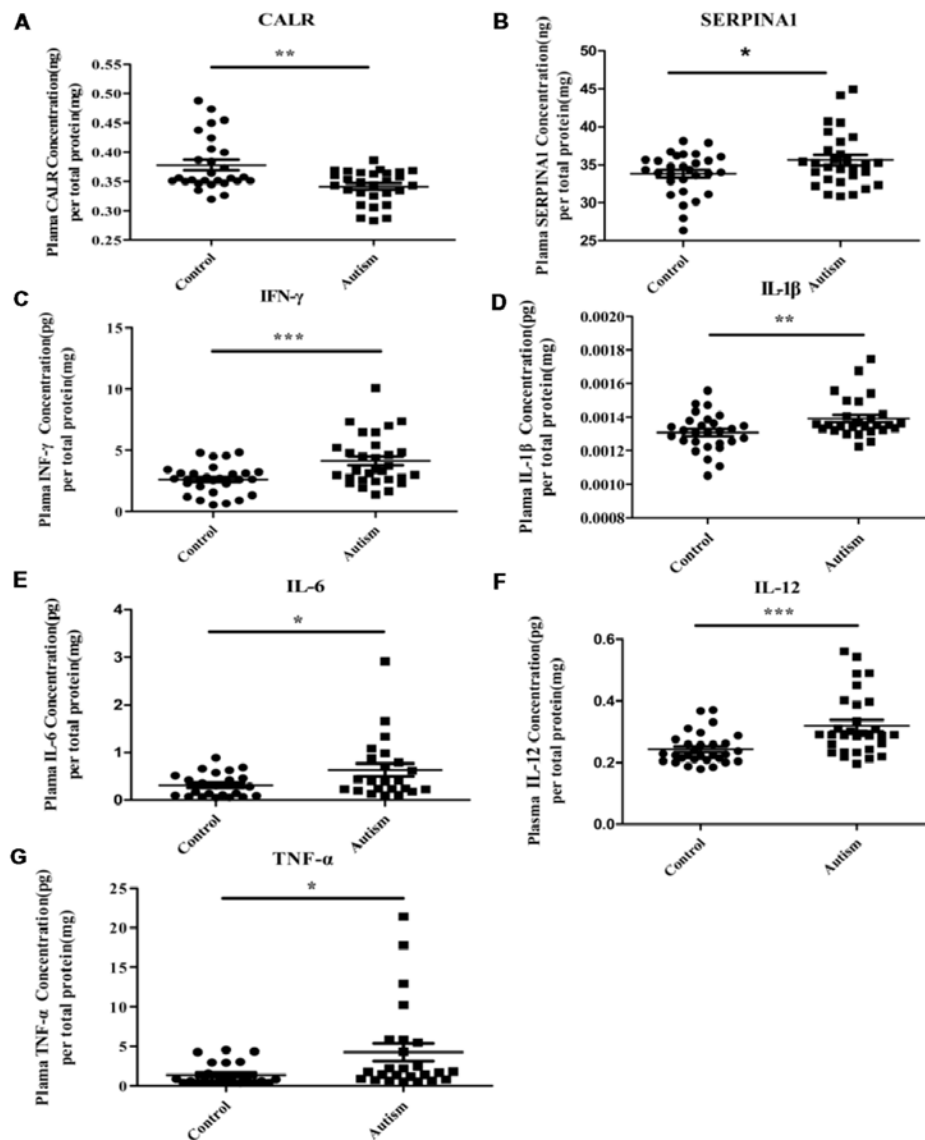 A
CALR
**
Plama CALR Concentration(ng)
per total protein(mg)
0.55
0.50
0.45
0.40
0.35
0.30
0.25
Control
Autism
B
SERPINA1
*
Plama SERPINA1 Concentration(ng
per total protein(mg)
50
45
40
35
30
25
Control
Autism
C
IFN-γ
***
Plama INF-γ Concentration(pg)
per total protein(mg)
15
10
5
0
Control
Autism
D
IL-1β
**
Plama IL-1β Concentration(pg)
per total protein(mg)
0.0020
0.0018
0.0016
0.0014
0.0012
0.0010
0.0008
Control
Autism
E
IL-6
*
Plama IL-6 Concentration(pg)
per total protein(mg)
4
3
2
1
0
Control
Autism
F
IL-12
***
Plasma IL-12 Concentration(pg)
per total protein(mg)
0.6
0.4
0.2
0.0
Control
Autism
G
TNF-α
*
Plama TNF-α Concentration(pg)
per total protein(mg)
25
20
15
10
5
0
Control
Autism